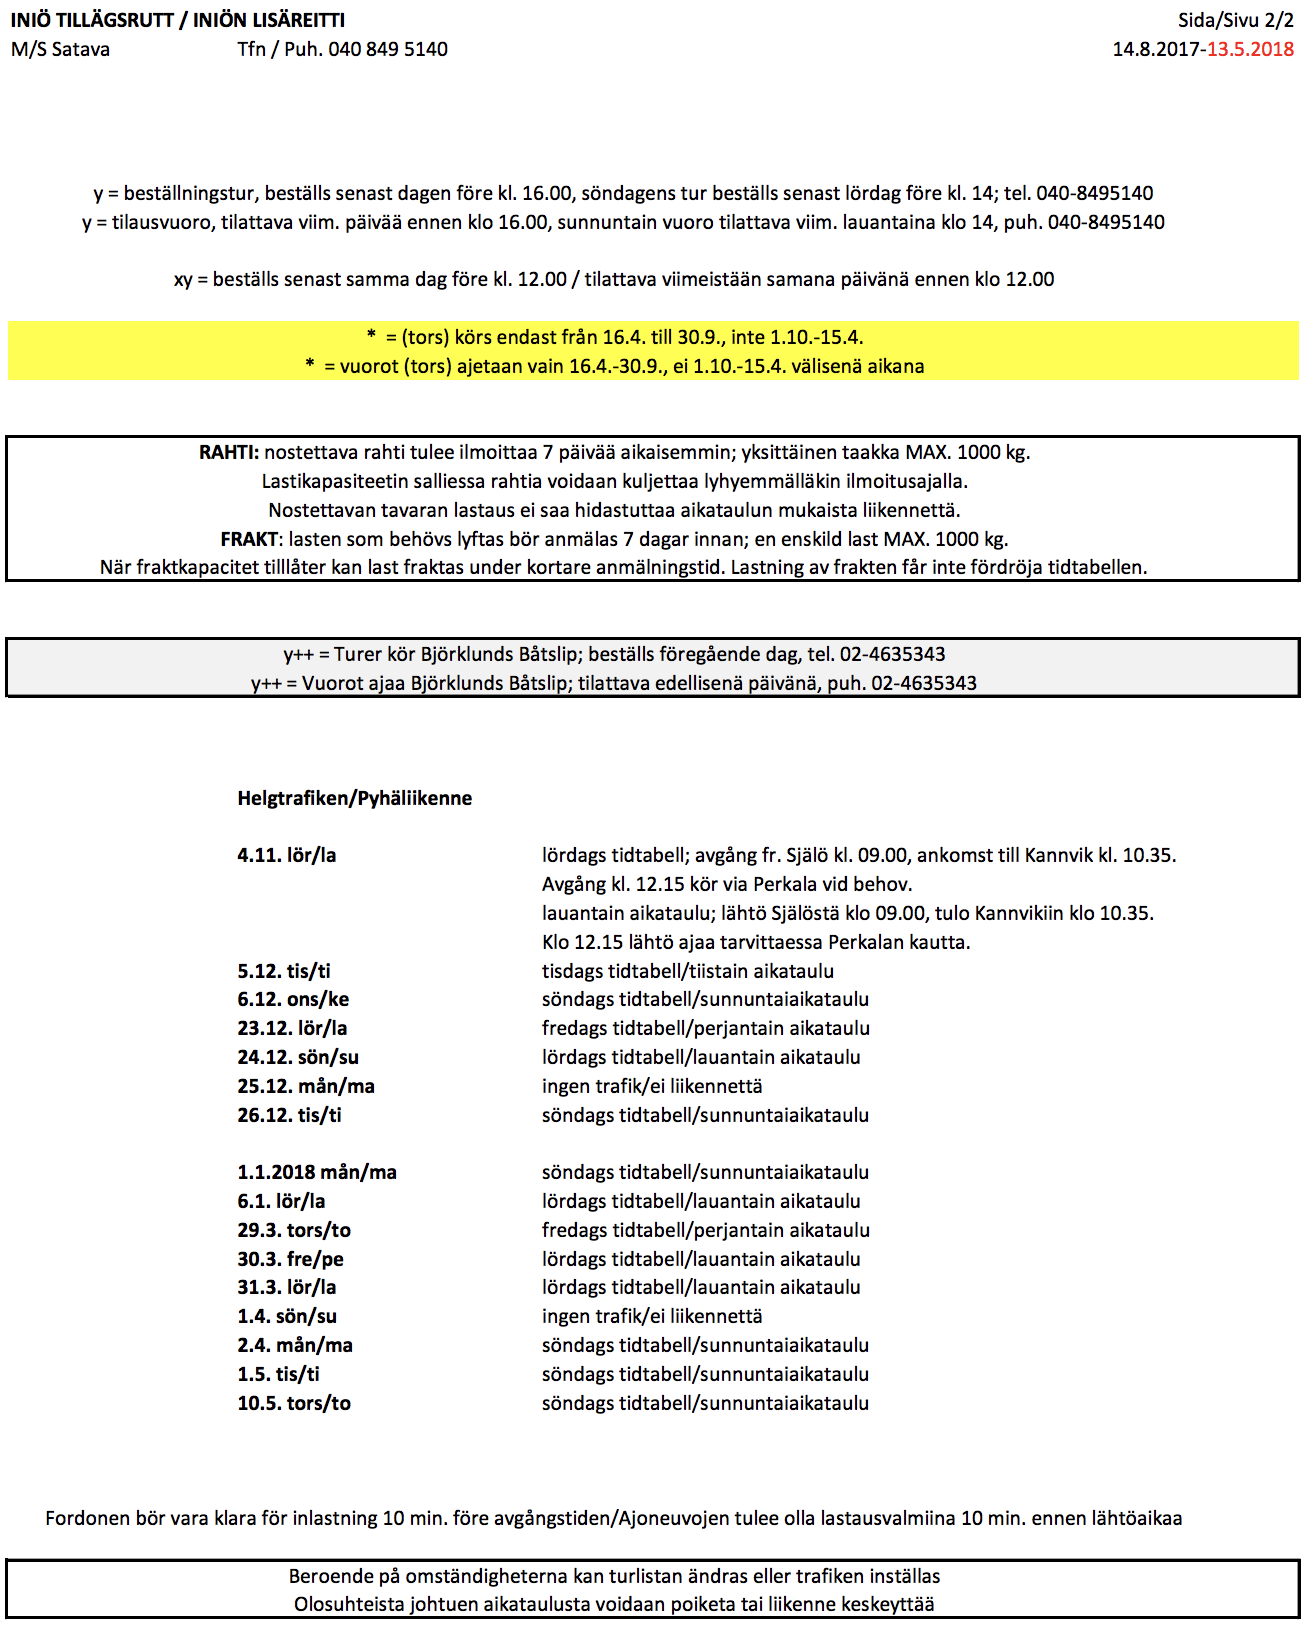 INIÖ TILLÄGSRUTT / INIÖN LISÄREITTI Sida/Sivu 2/2
M/S Satava Tfn / Puh. 040 849 5140 14.8.2017-13.5.2018
y = beställningstur, beställs senast dagen före kl. 16.00, söndagens tur beställs senast lördag före kl. 14; tel. 040-8495140
y = tilausvuoro, tilattava viim. päivää ennen klo 16.00, sunnuntain vuoro tilattava viim. lauantaina klo 14, puh. 040-8495140
xy = beställs senast samma dag före kl. 12.00 / tilattava viimeistään samana päivänä ennen klo 12.00
* = (tors) körs endast från 16.4. till 30.9., inte 1.10.-15.4.
* = vuorot (tors) ajetaan vain 16.4.-30.9., ei 1.10.-15.4. välisenä aikana
RAHTI: nostettava rahti tulee ilmoittaa 7 päivää aikaisemmin; yksittäinen taakka MAX. 1000 kg.
Lastikapasiteetin salliessa rahtia voidaan kuljettaa lyhyemmälläkin ilmoitusajalla.
Nostettavan tavaran lastaus ei saa hidastuttaa aikataulun mukaista liikennettä.
FRAKT: lasten som behövs lyftas bör anmälas 7 dagar innan; en enskild last MAX. 1000 kg.
När fraktkapacitet tilllåter kan last fraktas under kortare anmälningstid. Lastning av frakten får inte fördröja tidtabellen.
y++ = Turer kör Björklunds Båtslip; beställs föregående dag, tel. 02-4635343
y++ = Vuorot ajaa Björklunds Båtslip; tilattava edellisenä päivänä, puh. 02-4635343
Helgtrafiken/Pyhäliikenne
4.11. lör/la lördags tidtabell; avgång fr. Själö kl. 09.00, ankomst till Kannvik kl. 10.35.
Avgång kl. 12.15 kör via Perkala vid behov.
lauantain aikataulu; lähtö Själöstä klo 09.00, tulo Kannvikiin klo 10.35.
Klo 12.15 lähtö ajaa tarvittaessa Perkalan kautta.
5.12. tis/ti tisdags tidtabell/tiistain aikataulu
6.12. ons/ke söndags tidtabell/sunnuntaiaikataulu
23.12. lör/la fredags tidtabell/perjantain aikataulu
24.12. sön/su lördags tidtabell/lauantain aikataulu
25.12. mån/ma ingen trafik/ei liikennettä
26.12. tis/ti söndags tidtabell/sunnuntaiaikataulu
1.1.2018 mån/ma söndags tidtabell/sunnuntaiaikataulu
6.1. lör/la lördags tidtabell/lauantain aikataulu
29.3. tors/to fredags tidtabell/perjantain aikataulu
30.3. fre/pe lördags tidtabell/lauantain aikataulu
31.3. lör/la lördags tidtabell/lauantain aikataulu
1.4. sön/su ingen trafik/ei liikennettä
2.4. mån/ma söndags tidtabell/sunnuntaiaikataulu
1.5. tis/ti söndags tidtabell/sunnuntaiaikataulu
10.5. tors/to söndags tidtabell/sunnuntaiaikataulu
Fordonen bör vara klara för inlastning 10 min. före avgångstiden/Ajoneuvojen tulee olla lastausvalmiina 10 min. ennen lähtöaikaa
Beroende på omständigheterna kan turlistan ändras eller trafiken inställas
Olosuhteista johtuen aikataulusta voidaan poiketa tai liikenne keskeyttää